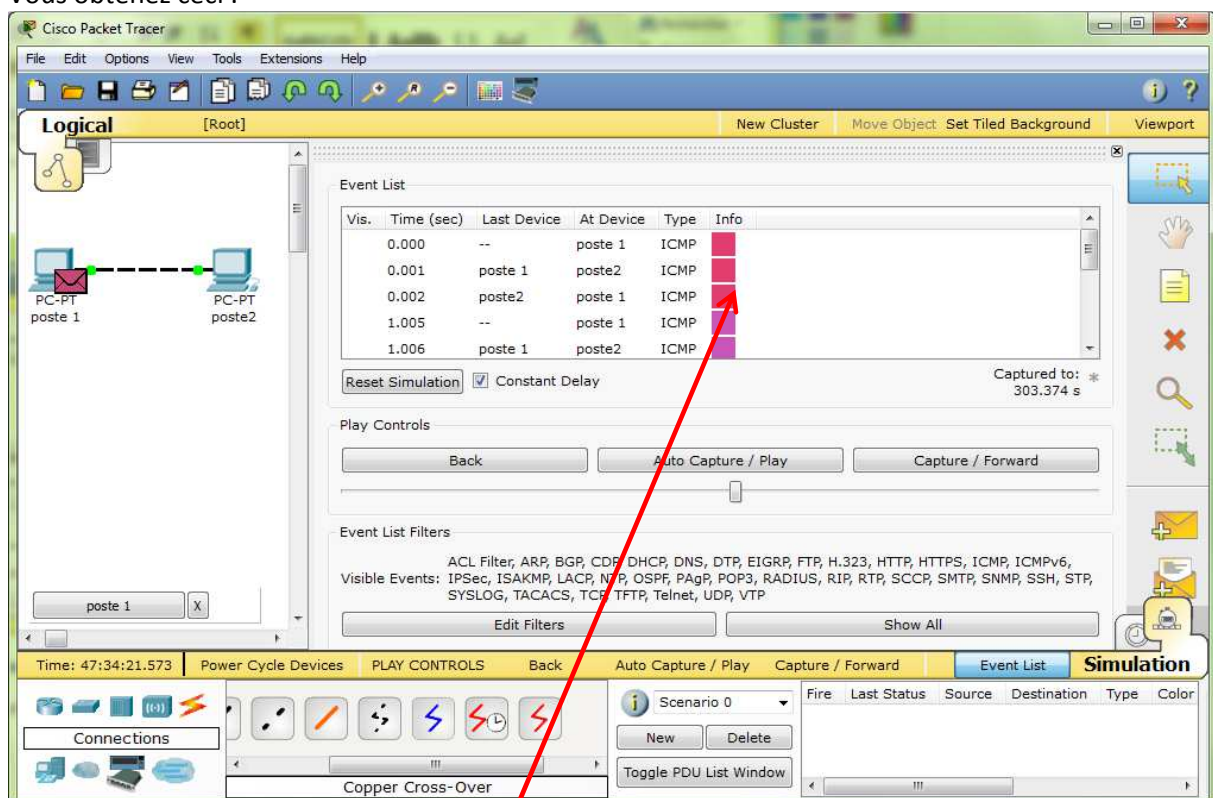 Vous obtenez ceci :
Cisco Packet Tracer
File Edit Options View Tools Extensions Help
Logical [Root] New Cluster Move Object Set Tiled Background Viewport
Event List
Vis. Time (sec) Last Device At Device Type Info
0.000 -- poste 1 ICMP
0.001 poste 1 poste2 ICMP
0.002 poste2 poste 1 ICMP
1.005 -- poste 1 ICMP
1.006 poste 1 poste2 ICMP
PC-PT
poste 1
PC-PT
poste2
Reset Simulation Constant Delay
Captured to: *
303.374 s
Play Controls
Back Auto Capture / Play Capture / Forward
Event List Filters
Visible Events: ACL Filter, ARP, BGP, CDP, DHCP, DNS, DTP, EIGRP, FTP, H.323, HTTP, HTTPS, ICMP, ICMPv6,
IPSec, ISAKMP, LACP, NTP, OSPF, PAgP, POP3, RADIUS, RIP, RTP, SCCP, SMTP, SNMP, SSH, STP,
SYSLOG, TACACS, TCP, TFTP, Telnet, UDP, VTP
Edit Filters Show All
poste 1 X
Time: 47:34:21.573 Power Cycle Devices PLAY CONTROLS Back Auto Capture / Play Capture / Forward Event List Simulation
Connections
Copper Cross-Over
Scenario 0
New Delete
Toggle PDU List Window
Fire Last Status Source Destination Type Color